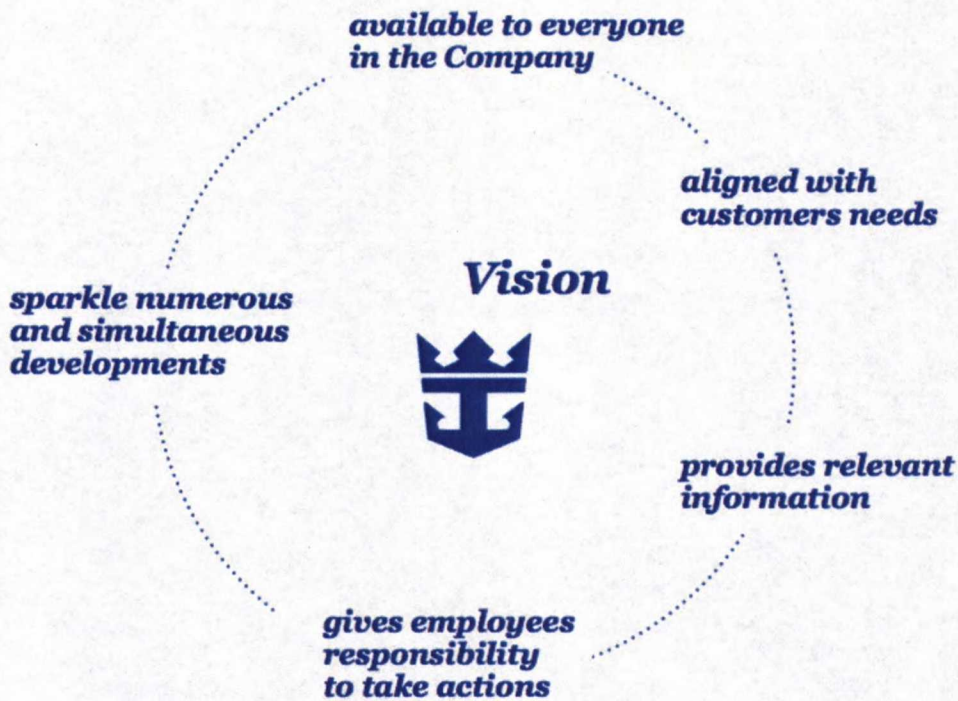 available to everyone
in the Company
aligned with
customers needs
Vision
sparkle numerous
and simultaneous
developments
provides relevant
information
gives employees
responsibility
to take actions